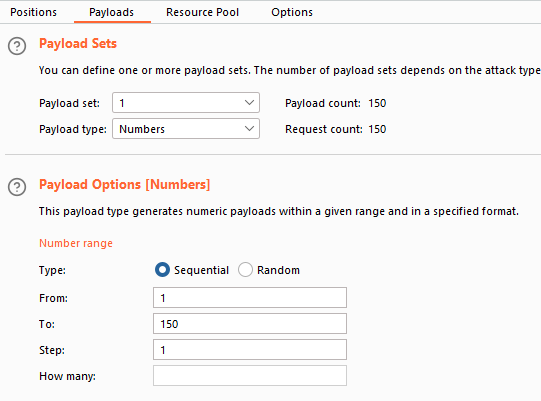 Positions Payloads Resource Pool Options
? Payload Sets
You can define one or more payload sets. The number of payload sets depends on the attack type
Payload set: 1 Payload count: 150
Payload type: Numbers Request count: 150
? Payload Options [Numbers]
This payload type generates numeric payloads within a given range and in a specified format.
Number range
Type: Sequential Random
From: 1
To: 150
Step: 1
How many: